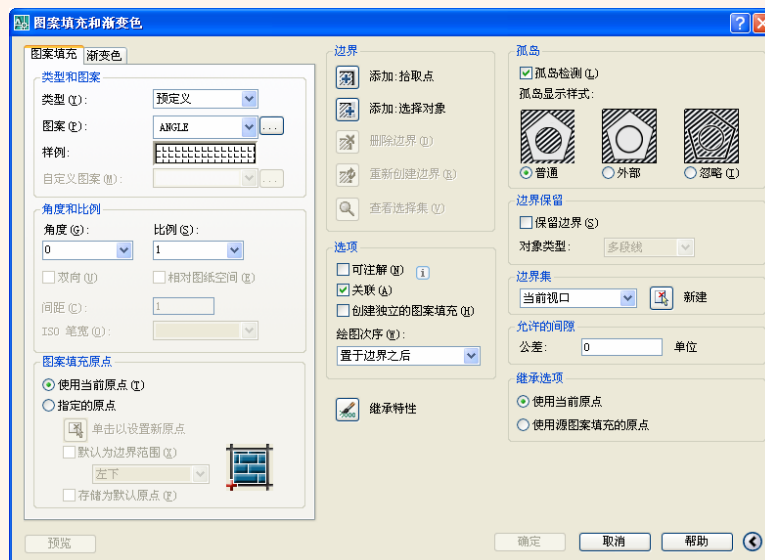 图案填充和渐变色
图案填充 渐变色
类型和图案
类型(Y): 预定义
图案(P): ANGLE ...
样例:
自定义图案(M): ...
角度和比例
角度(G): 比例(S):
0 1
双向(U) 相对图纸空间(E)
间距(C): 1
ISO 笔宽(O):
图案填充原点
使用当前原点(T)
指定的原点
单击以设置新原点
默认为边界范围(X)
左下
存储为默认原点(F)
预览
边界
添加:拾取点
添加:选择对象
删除边界(D)
重新创建边界(R)
查看选择集(V)
选项
可注解(N)
关联(A)
创建独立的图案填充(H)
绘图次序(W):
置于边界之后
继承特性
孤岛
孤岛检测(L)
孤岛显示样式:
普通 外部 忽略(I)
边界保留
保留边界(S)
对象类型: 多段线
边界集
当前视口 新建
允许的间隙
公差: 0 单位
继承选项
使用当前原点
使用源图案填充的原点
确定 取消 帮助